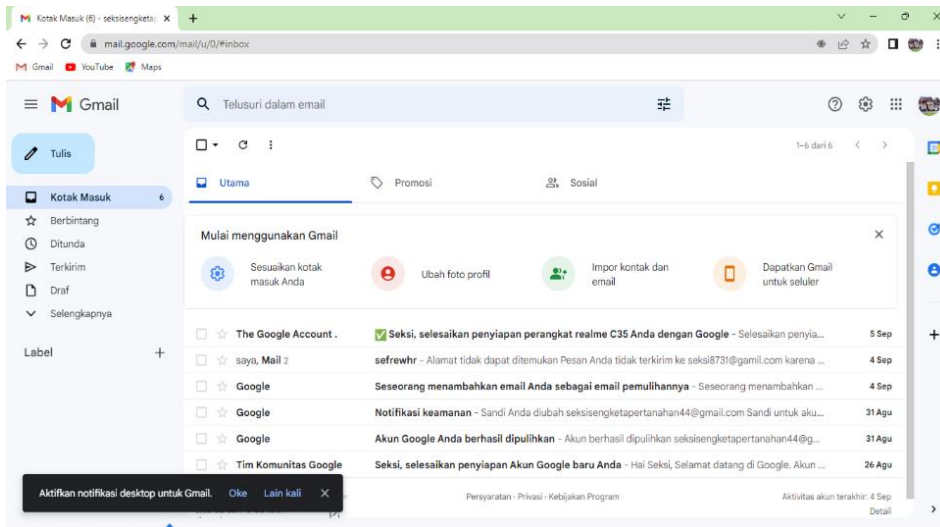 Kotak Masuk (6) - seksisengketa
mail.google.com/mail/u/0/#inbox
Gmail YouTube Maps
Gmail
Telusuri dalam email
Tulis
1–6 dari 6
Utama Promosi Sosial
Kotak Masuk 6
Berbintang
Ditunda
Terkirim
Draf
Selengkapnya
Label
Mulai menggunakan Gmail
Sesuaikan kotak
masuk Anda
Ubah foto profil
Impor kontak dan
email
Dapatkan Gmail
untuk seluler
The Google Account . ✅ Seksi, selesaikan penyiapan perangkat realme C35 Anda dengan Google - Selesaikan penyia... 5 Sep
saya, Mail 2 sefrewhr - Alamat tidak dapat ditemukan Pesan Anda tidak terkirim ke seksi8731@gamil.com karena ... 4 Sep
Google Seseorang menambahkan email Anda sebagai email pemulihannya - Seseorang menambahkan ... 4 Sep
Google Notifikasi keamanan - Sandi Anda diubah seksisengketapertanahan44@gmail.com Sandi untuk aku... 31 Agu
Google Akun Google Anda berhasil dipulihkan - Akun berhasil dipulihkan seksisengketapertanahan44@g... 31 Agu
Tim Komunitas Google Seksi, selesaikan penyiapan Akun Google baru Anda - Hai Seksi, Selamat datang di Google. Akun ... 26 Agu
Aktifkan notifikasi desktop untuk Gmail. Oke Lain kali
Persyaratan · Privasi · Kebijakan Program
Aktivitas akun terakhir: 4 Sep
Detail